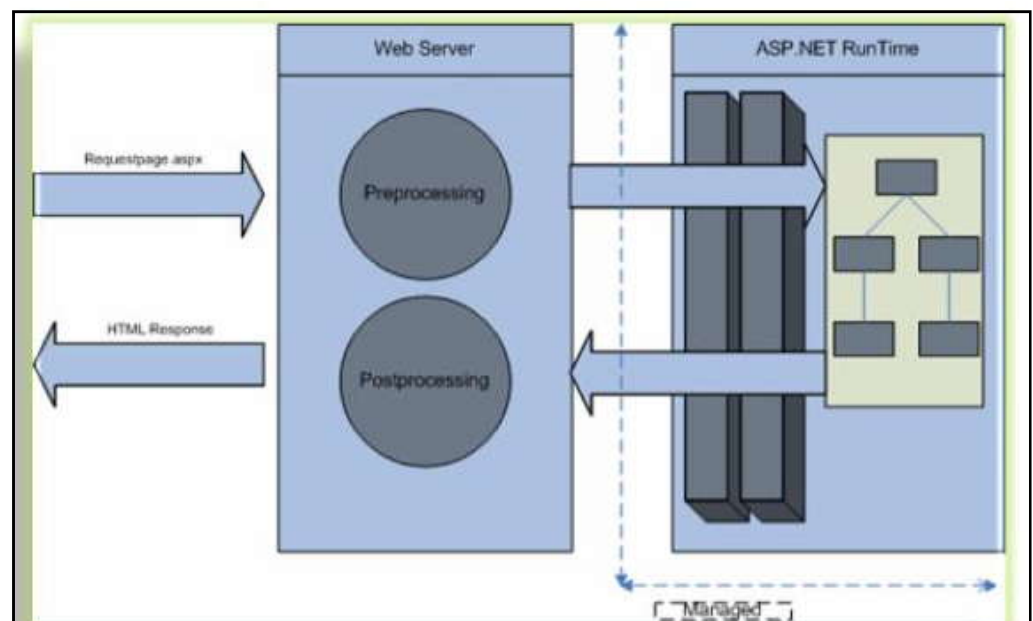 Web Server
ASP.NET RunTime
Requestpage.aspx
Preprocessing
HTML Response
Postprocessing
Managed